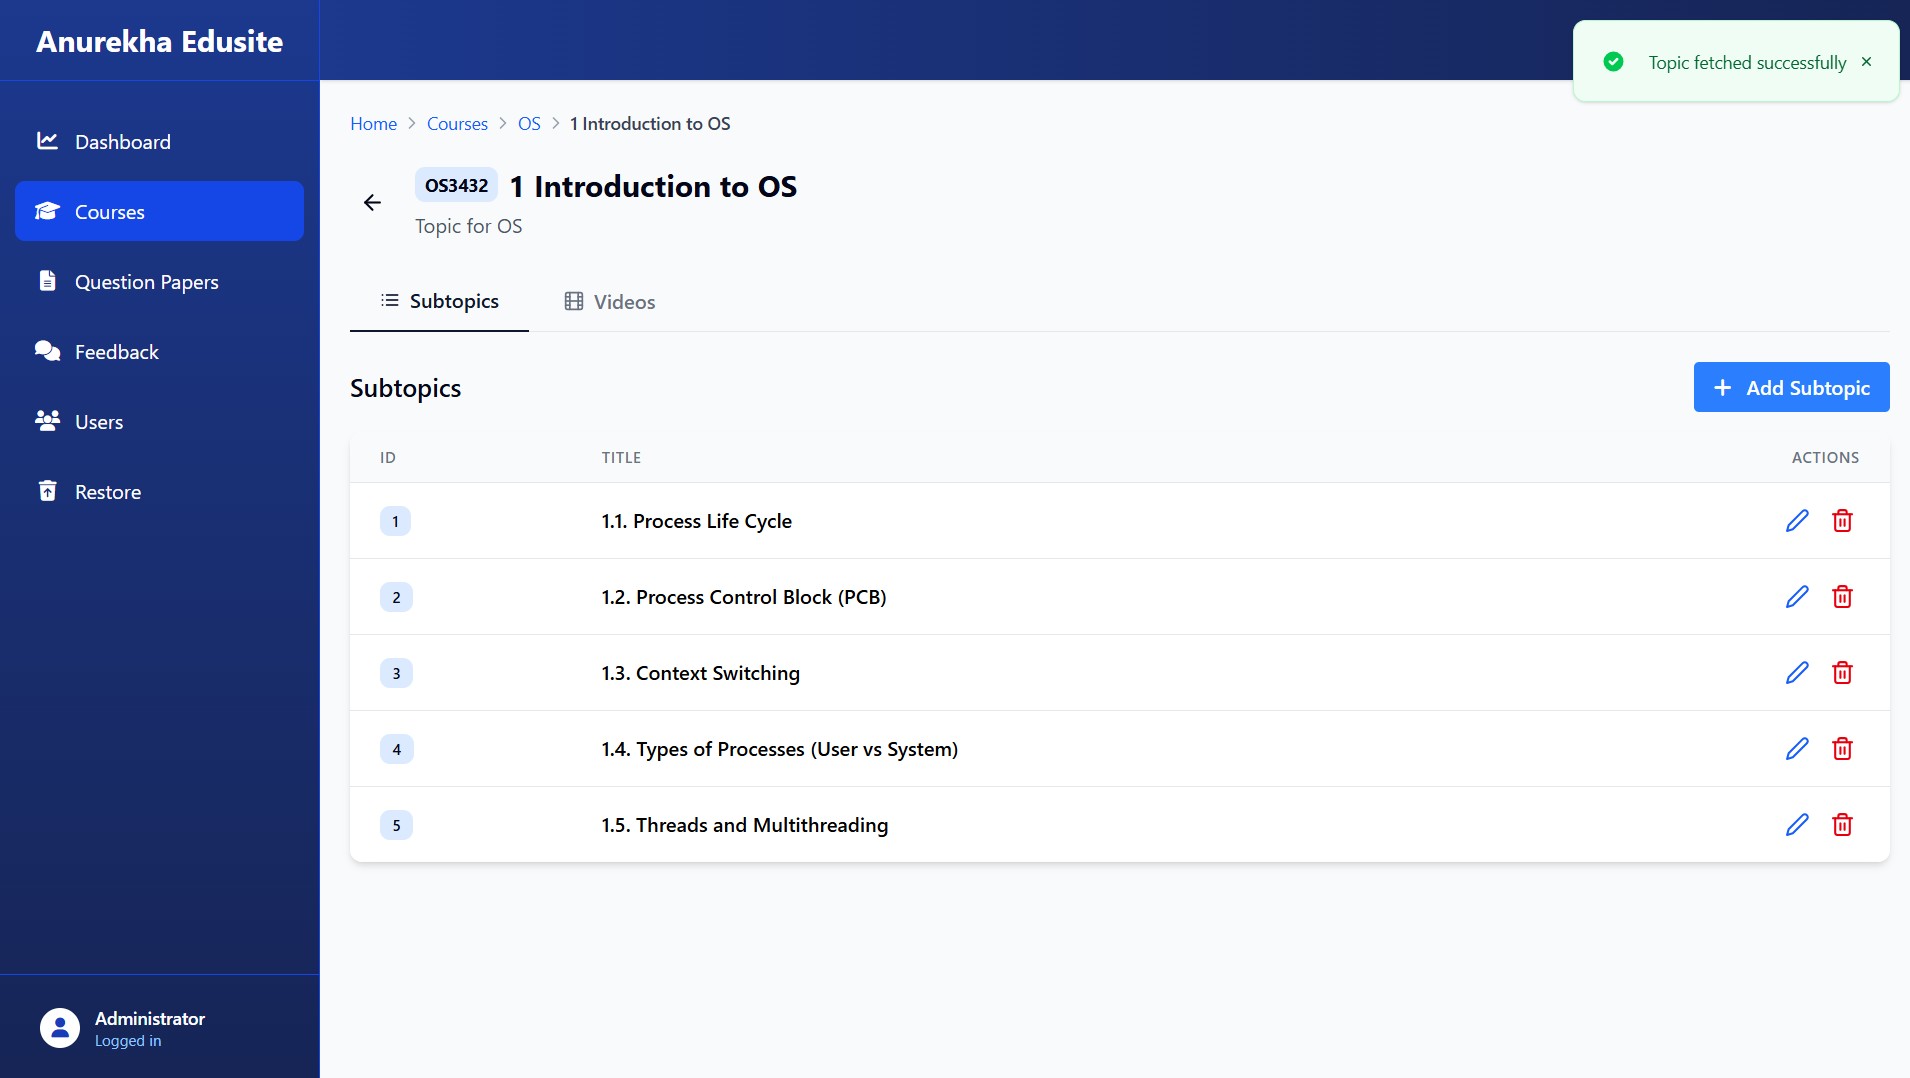 Anurekha Edusite
Topic fetched successfully
Dashboard
Courses
Question Papers
Feedback
Users
Restore
Administrator
Logged in
Home > Courses > OS > 1 Introduction to OS
OS3432 1 Introduction to OS
Topic for OS
Subtopics Videos
Subtopics
+ Add Subtopic
ID TITLE ACTIONS
1 1.1. Process Life Cycle
2 1.2. Process Control Block (PCB)
3 1.3. Context Switching
4 1.4. Types of Processes (User vs System)
5 1.5. Threads and Multithreading